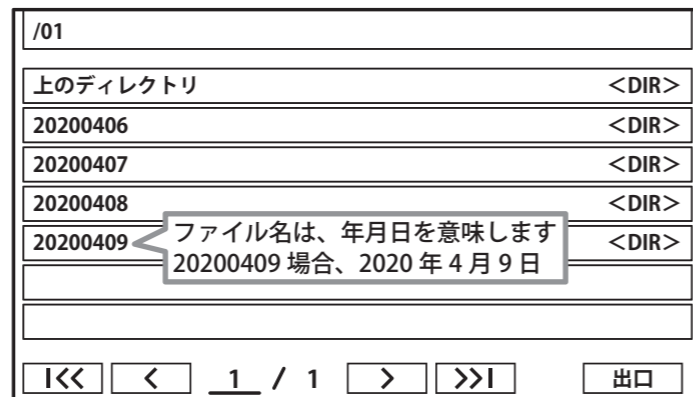 /01
上のディレクトリ <DIR>
20200406 <DIR>
20200407 <DIR>
20200408 <DIR>
20200409 <DIR>
ファイル名は、年月日を意味します
20200409 場合、2020 年 4 月 9 日
I<< < 1 / 1 > >>I 出口